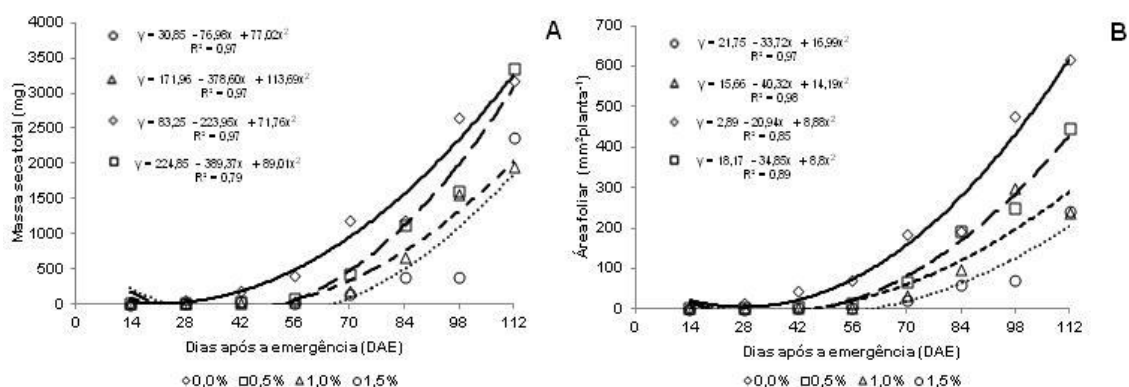 A
y = 30,85 - 76,98x + 77,02x²
R² = 0,97
y = 171,96 - 378,60x + 113,69x²
R² = 0,97
y = 83,25 - 223,95x + 71,76x²
R² = 0,97
y = 224,85 - 389,37x + 89,01x²
R² = 0,79
Massa seca total (mg)
4000
3500
3000
2500
2000
1500
1000
500
0
0 14 28 42 56 70 84 98 112
Dias após a emergência (DAE)
0,0% 0,5% 1,0% 1,5%
B
y = 21,75 - 33,72x + 16,99x²
R² = 0,97
y = 15,66 - 40,32x + 14,19x²
R² = 0,98
y = 2,89 - 20,94x + 8,88x²
R² = 0,85
y = 18,17 - 34,85x + 8,8x²
R² = 0,89
Área foliar (mm² planta⁻¹)
700
600
500
400
300
200
100
0
0 14 28 42 56 70 84 98 112
Dias após a emergência (DAE)
0,0% 0,5% 1,0% 1,5%